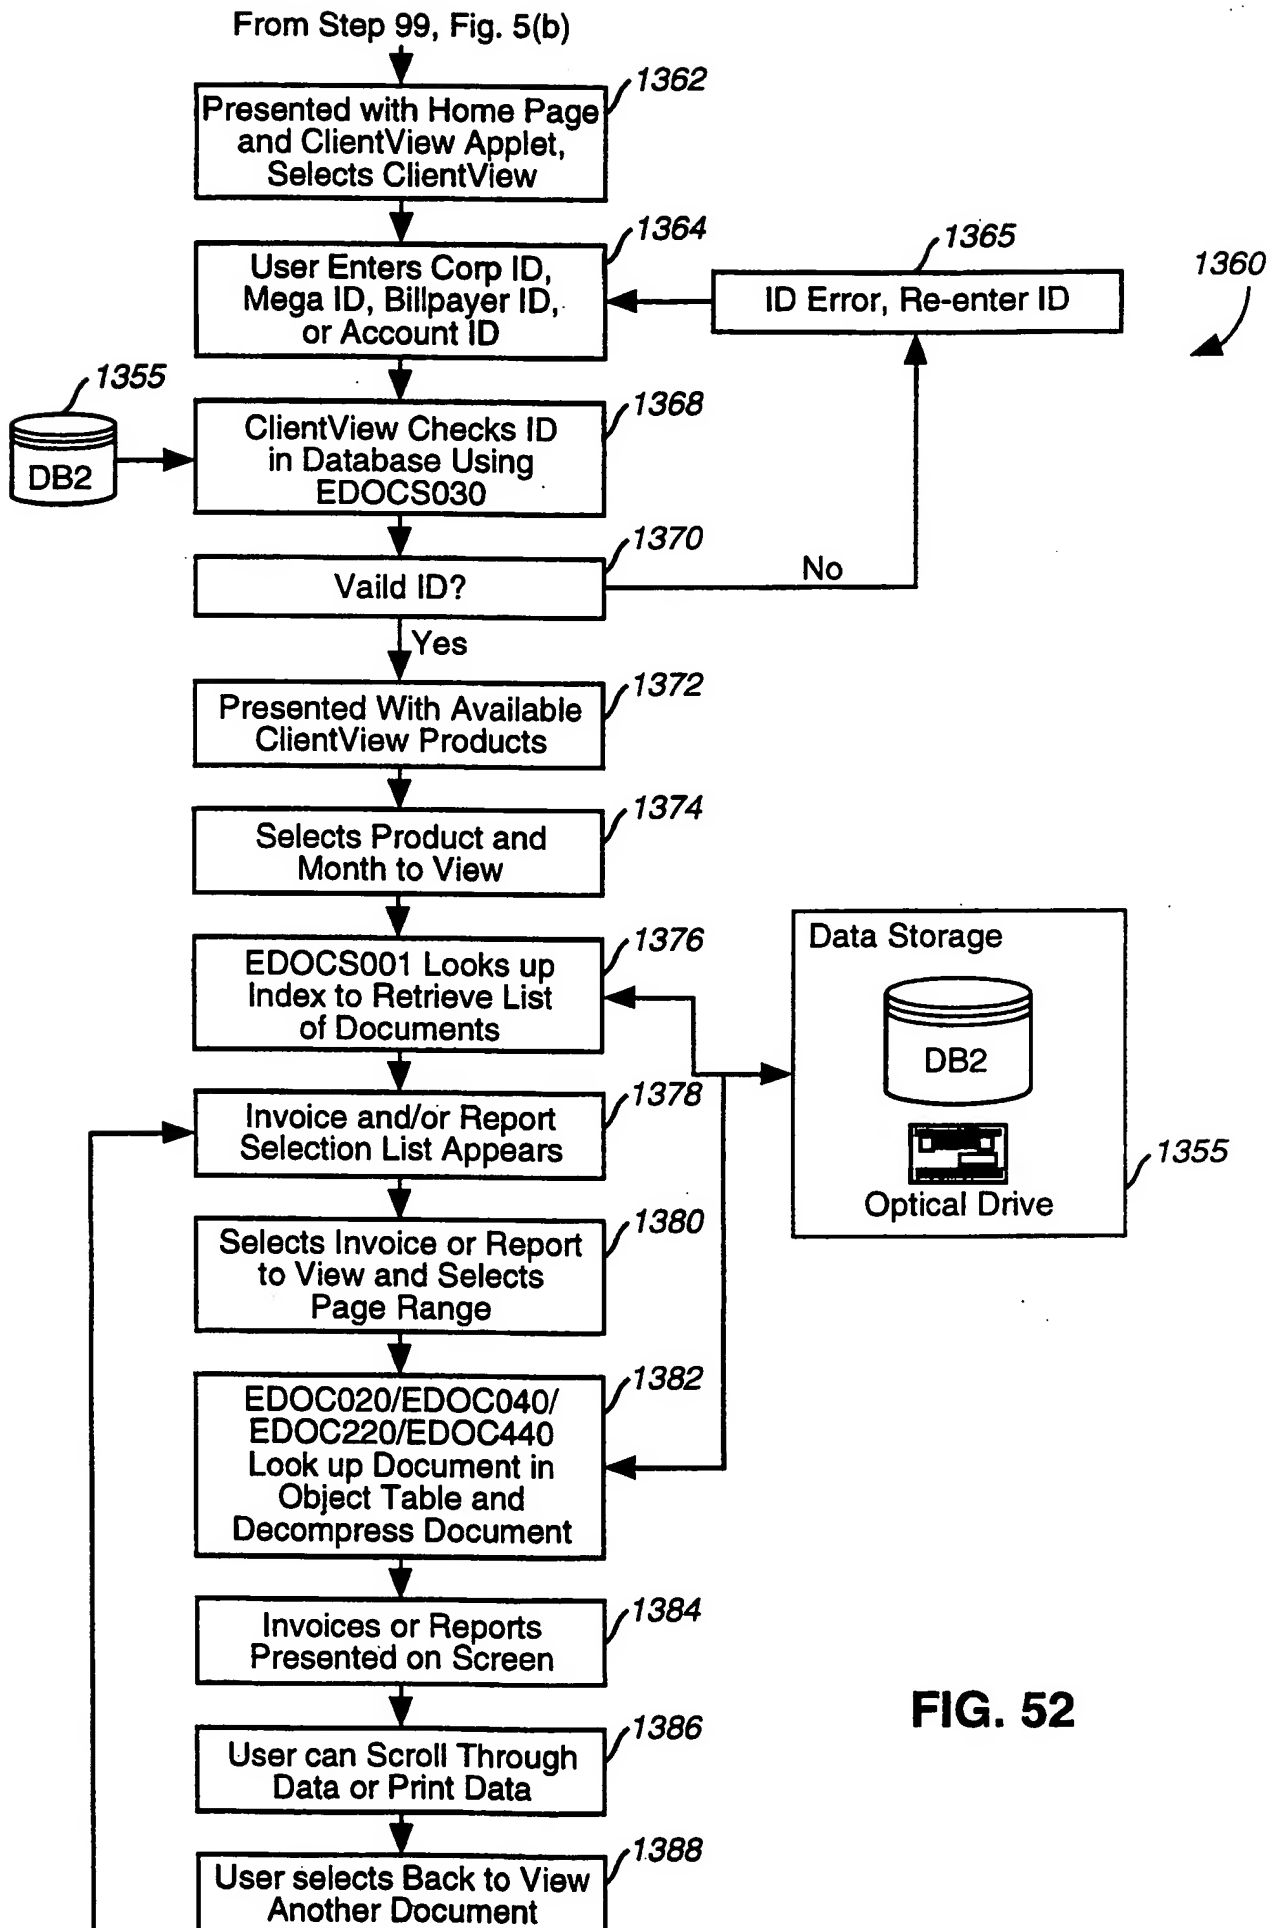 From Step 99, Fig. 5(b)
1362
Presented with Home Page
and ClientView Applet,
Selects ClientView
1364
User Enters Corp ID,
Mega ID, Billpayer ID,
or Account ID
1365
ID Error, Re-enter ID
1360
1355
DB2
1368
ClientView Checks ID
in Database Using
EDOCS030
1370
Vaild ID?
No
Yes
1372
Presented With Available
ClientView Products
1374
Selects Product and
Month to View
1376
EDOCS001 Looks up
Index to Retrieve List
of Documents
Data Storage
DB2
Optical Drive
1355
1378
Invoice and/or Report
Selection List Appears
1380
Selects Invoice or Report
to View and Selects
Page Range
1382
EDOC020/EDOC040/
EDOC220/EDOC440
Look up Document in
Object Table and
Decompress Document
1384
Invoices or Reports
Presented on Screen
1386
User can Scroll Through
Data or Print Data
1388
User selects Back to View
Another Document
FIG. 52